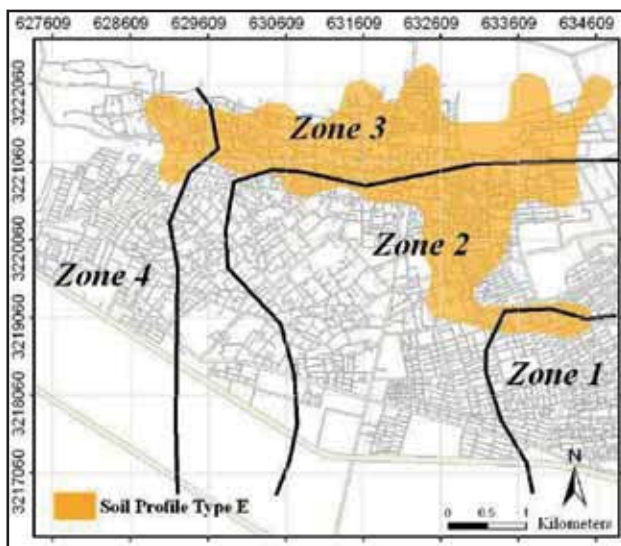 627609 628609 629609 630609 631609 632609 633609 634609
3222060
3221060
3220060
3219060
3218060
3217060
Zone 3
Zone 2
Zone 4
Zone 1
N
Soil Profile Type E
0 0.5 1
Kilometers